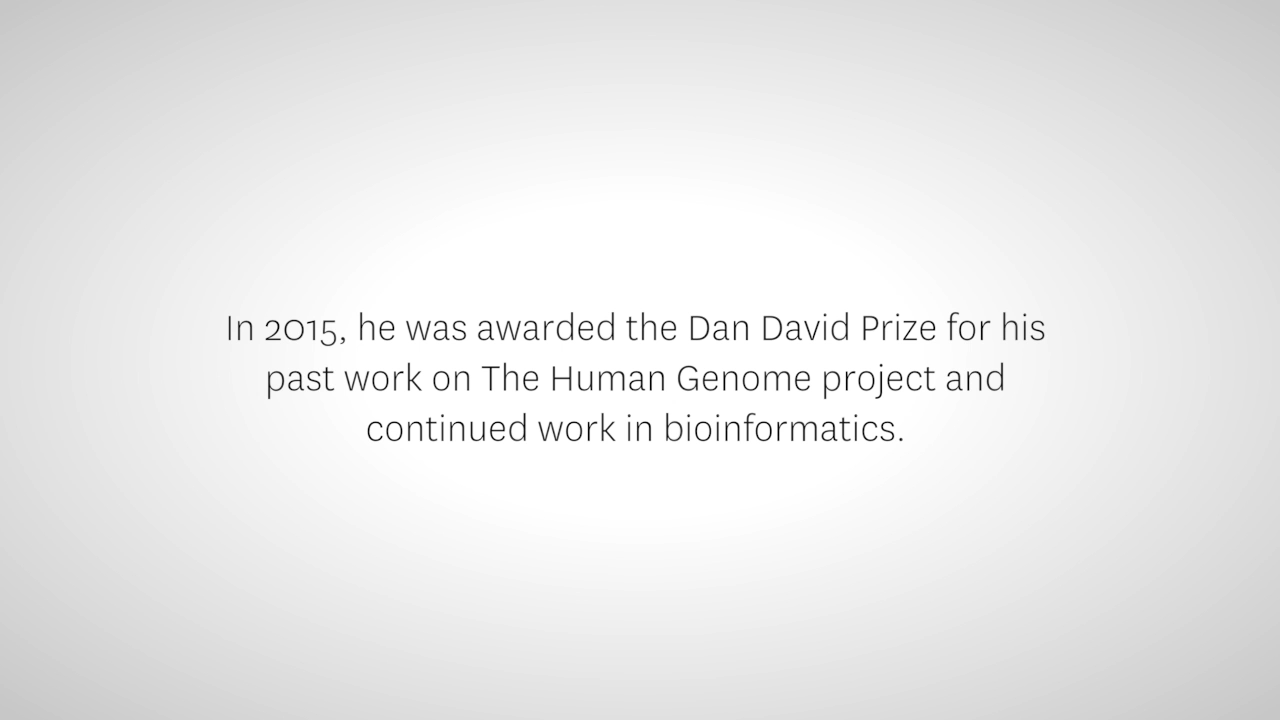 In 2015, he was awarded the Dan David Prize for his
past work on The Human Genome project and
continued work in bioinformatics.